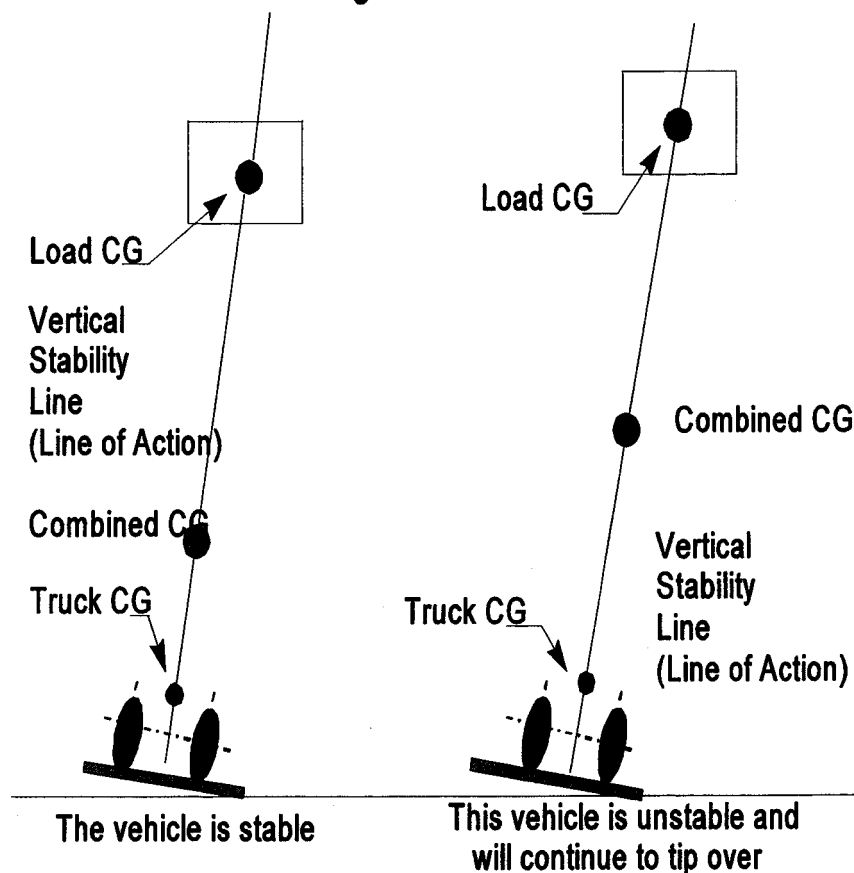 Load CG
Vertical
Stability
Line
(Line of Action)
Combined CG
Truck CG
The vehicle is stable
Load CG
Combined CG
Vertical
Stability
Line
(Line of Action)
Truck CG
This vehicle is unstable and
will continue to tip over